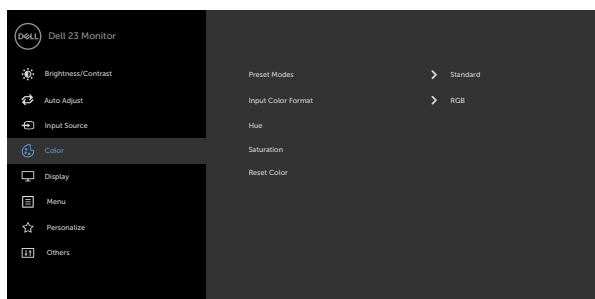 DELL Dell 23 Monitor
Brightness/Contrast
Auto Adjust
Input Source
Color
Display
Menu
Personalize
Others
Preset Modes Standard
Input Color Format RGB
Hue
Saturation
Reset Color